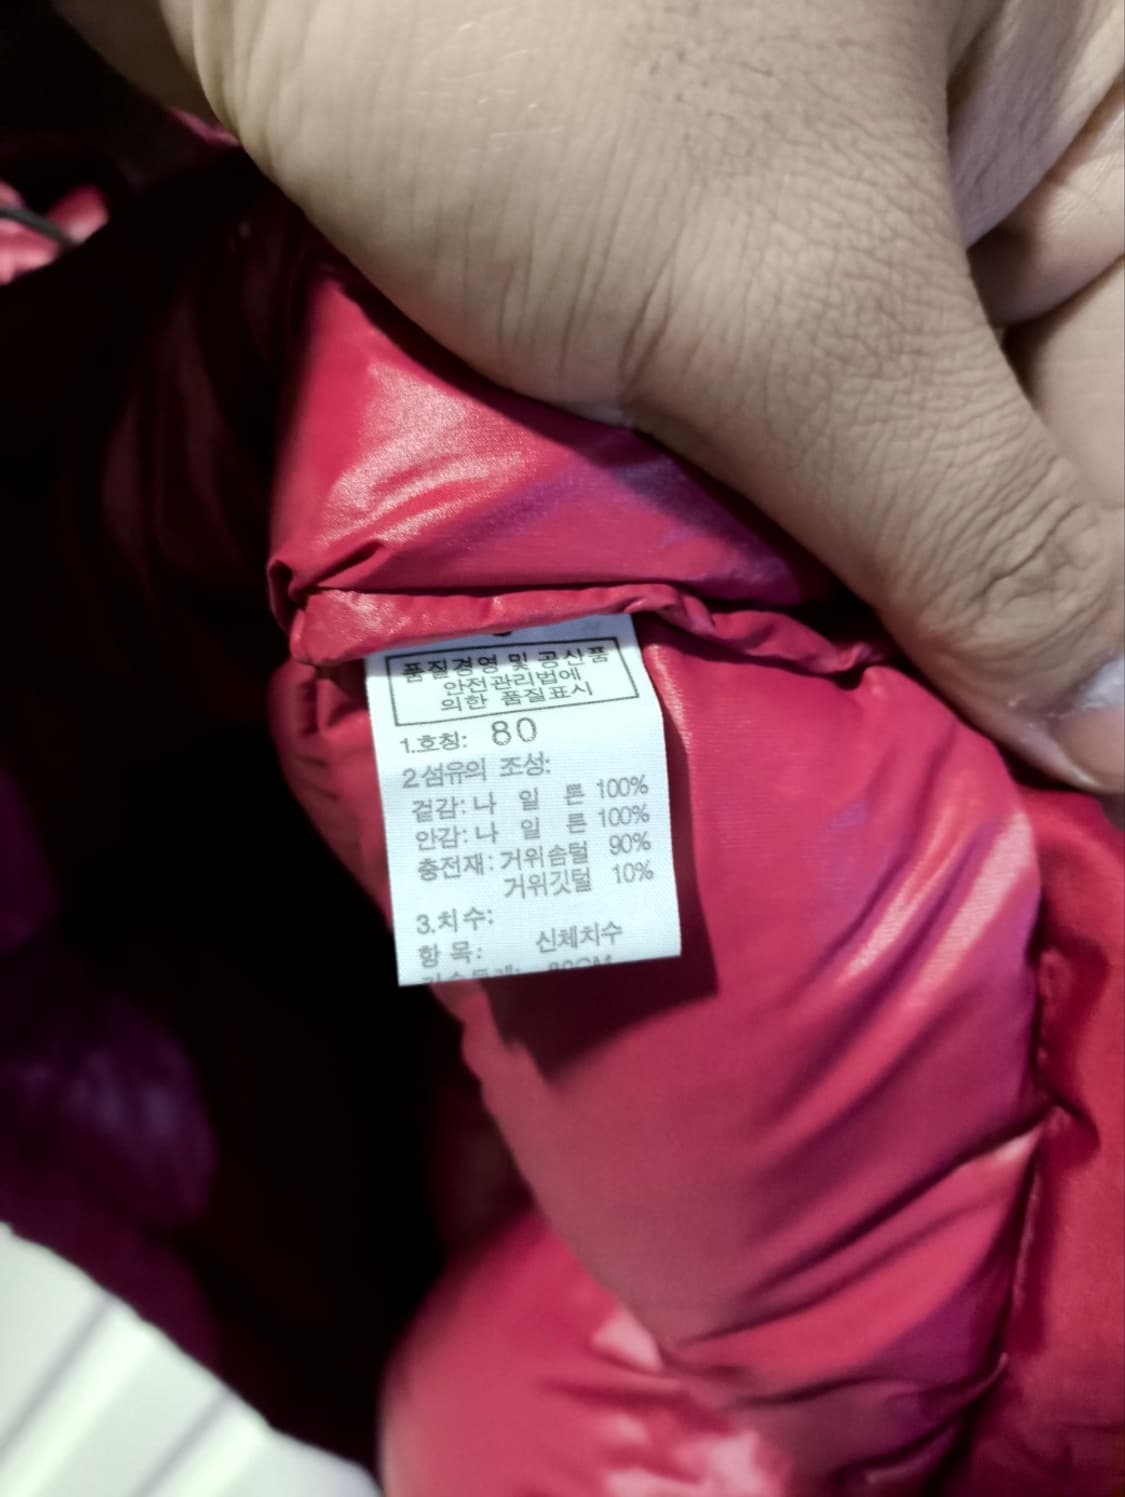 품질경영 및 공산품
안전관리법에
의한 품질표시
1.호칭: 80
2섬유의 조성:
겉감: 나 일 론 100%
안감: 나 일 론 100%
충전재: 거위솜털 90%
거위깃털 10%
3.치수:
항 목: 신체치수